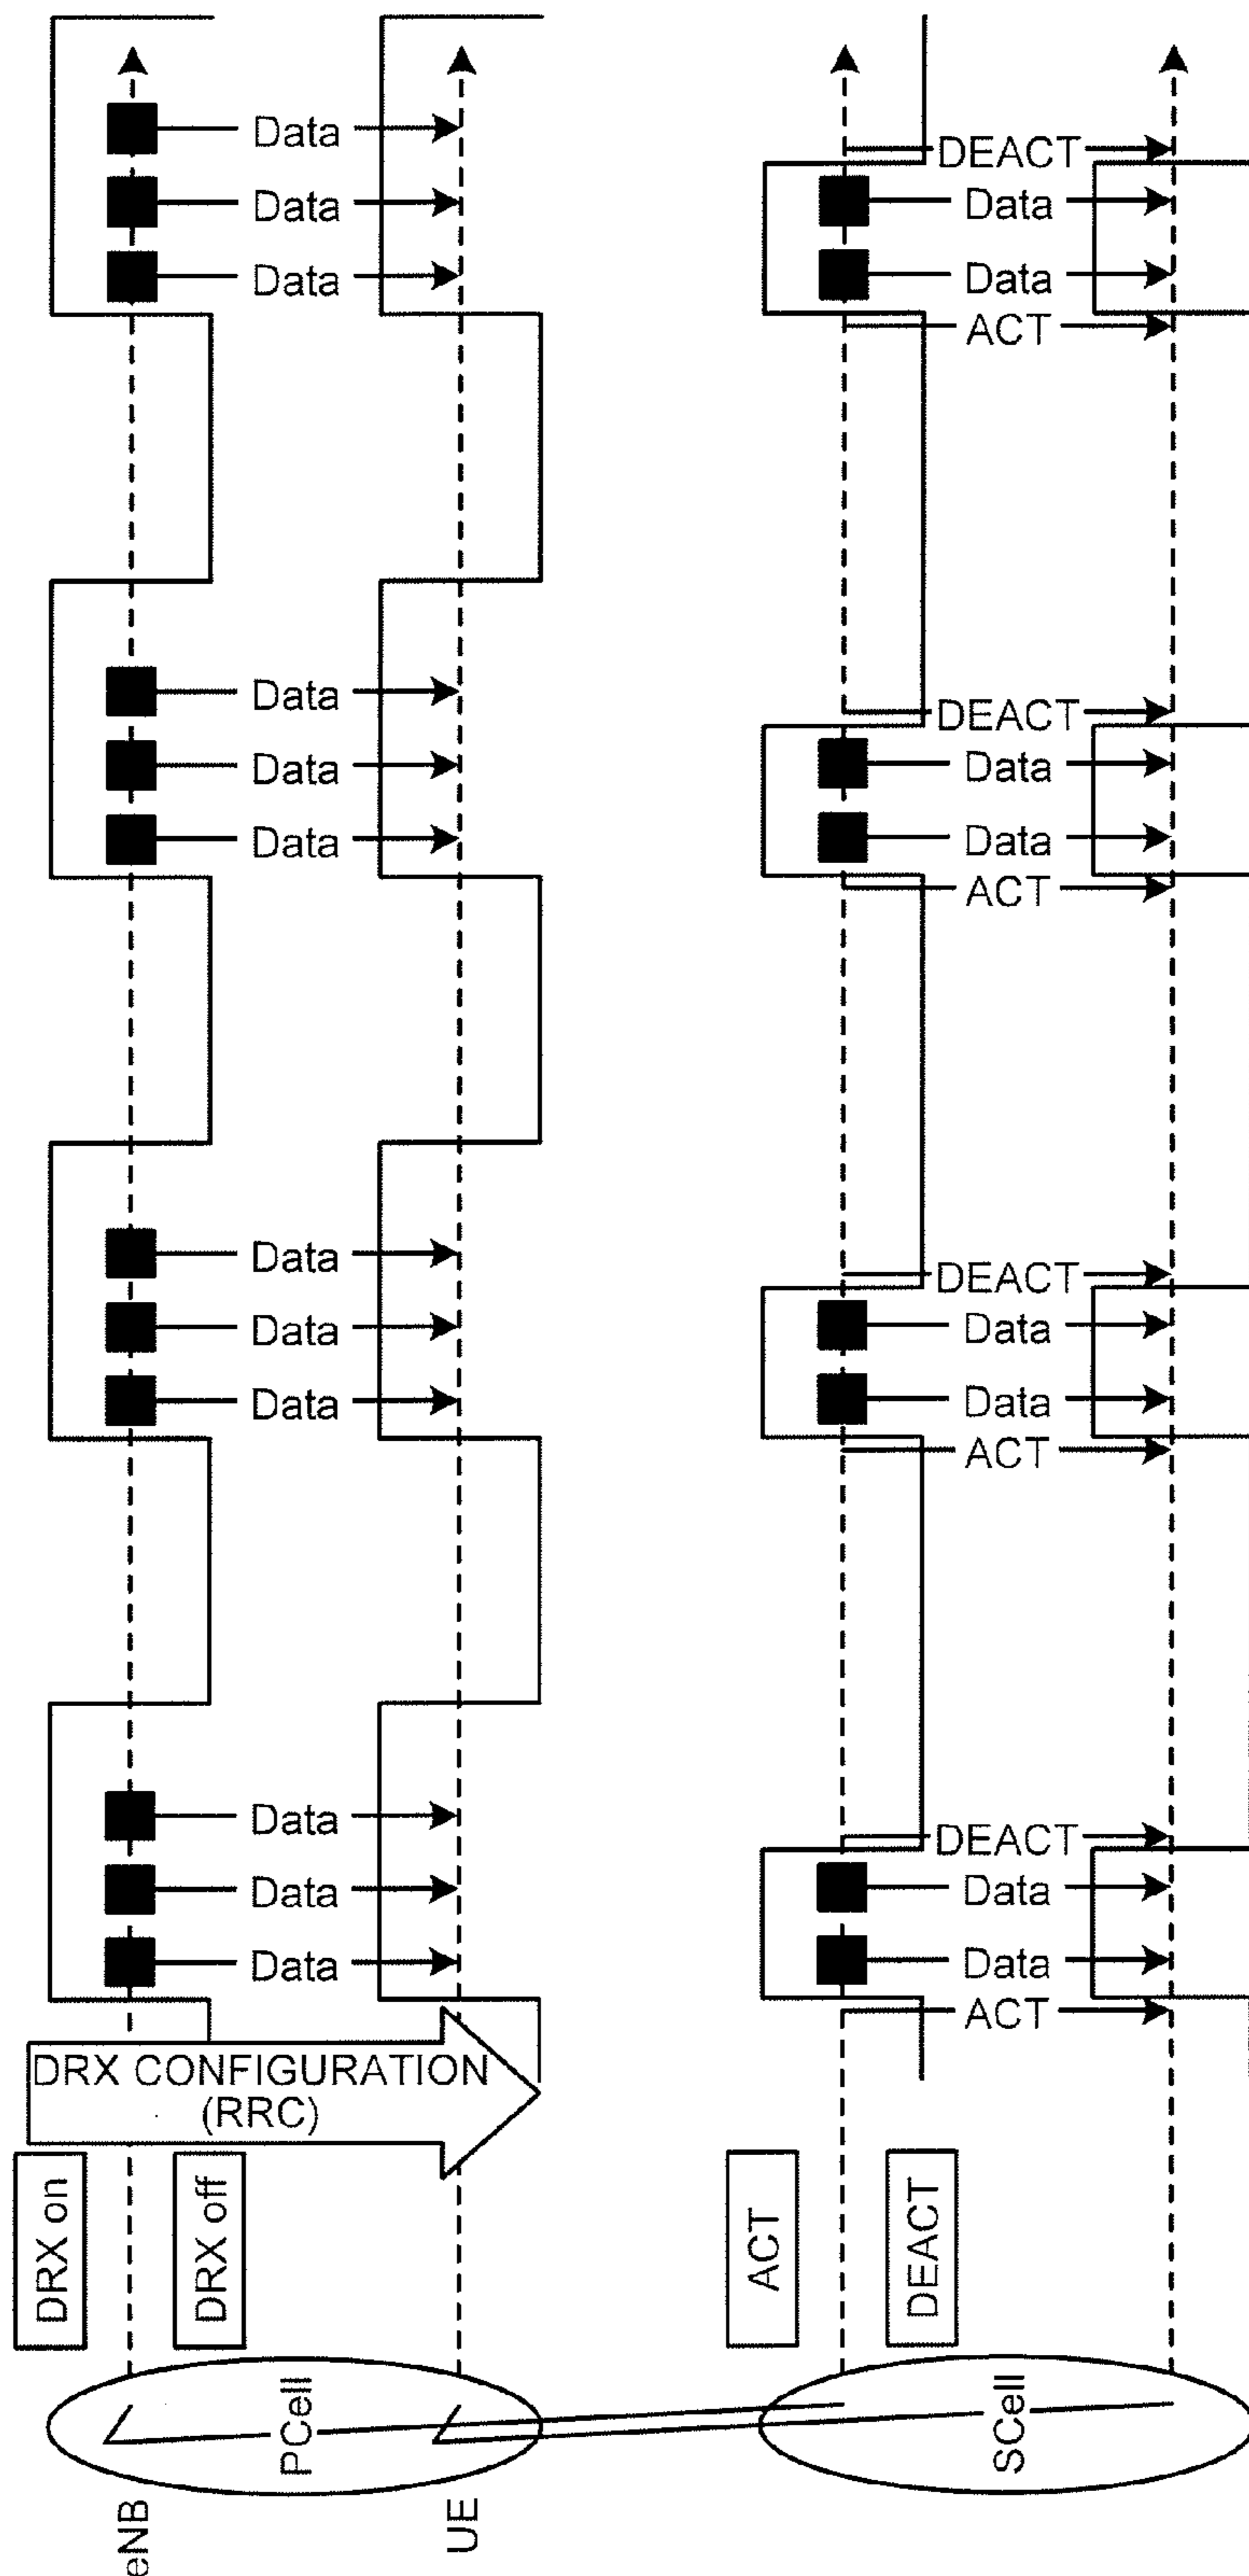 Data
DEACT
Data
Data
Data
Data
ACT
Data
DEACT
Data
Data
Data
Data
ACT
Data
DEACT
Data
Data
Data
Data
ACT
Data
DEACT
Data
Data
Data
Data
ACT
DRX CONFIGURATION
(RRC)
DRX on
DRX off
ACT
DEACT
PCell
SCell
eNB
UE